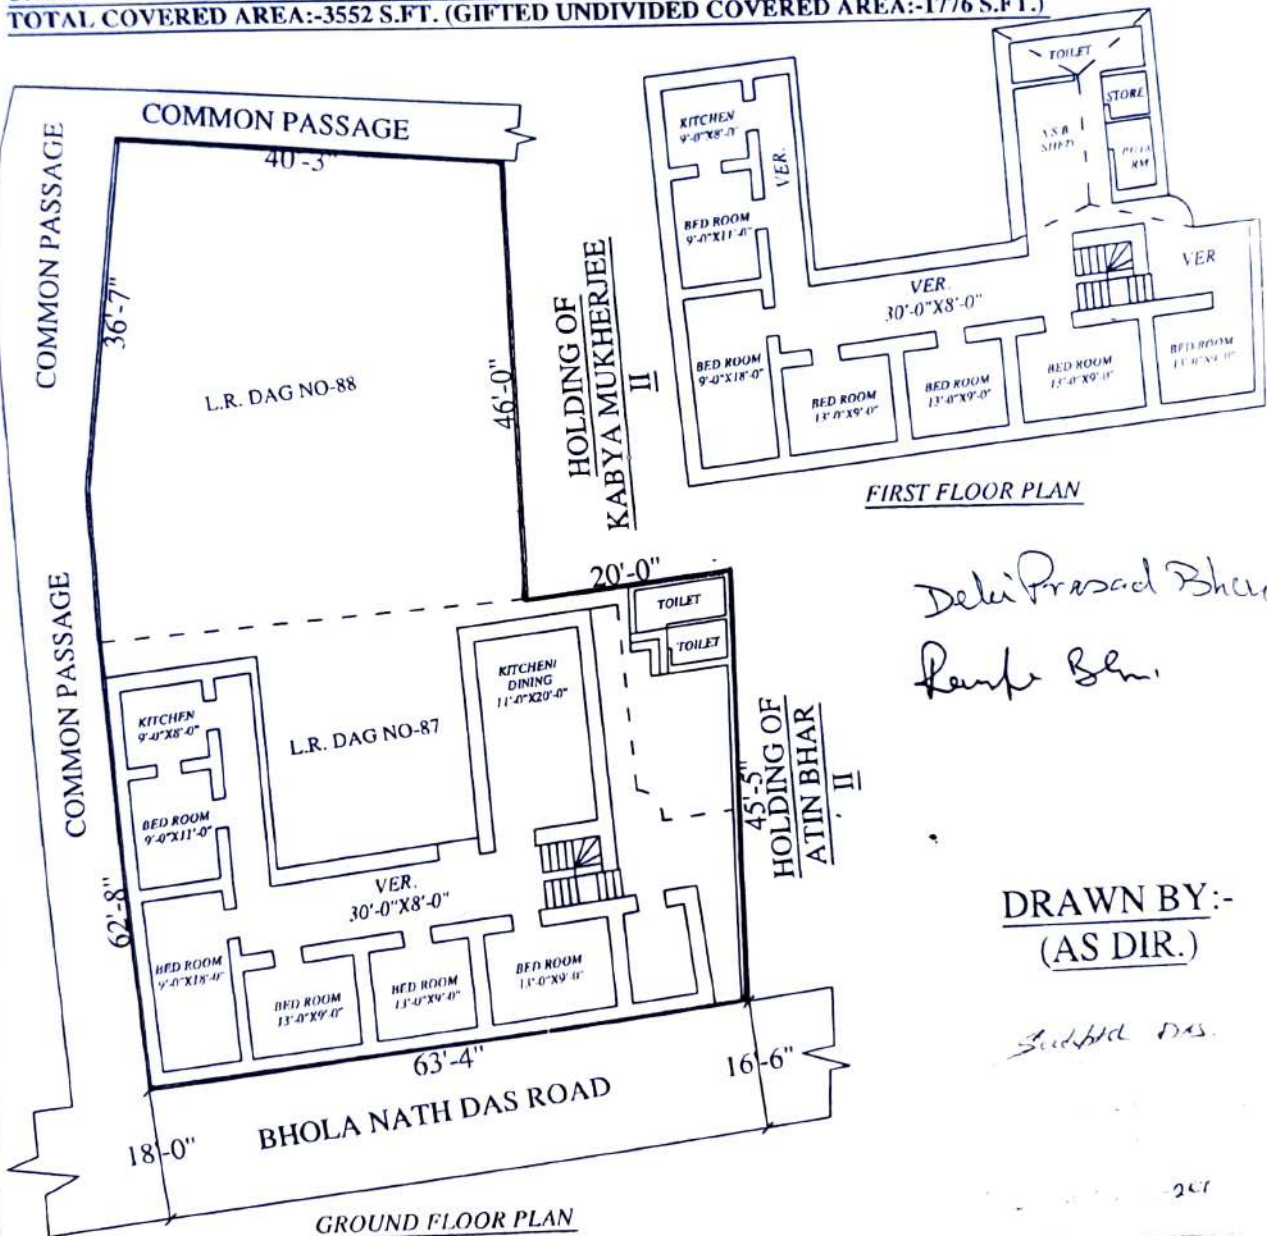 TOTAL COVERED AREA:-3552 S.FT. (GIFTED UNDIVIDED COVERED AREA:-1776 S.FT.)
COMMON PASSAGE
40'-3"
COMMON PASSAGE
36'-7"
L.R. DAG NO-88
46'-0"
HOLDING OF
KABYA MUKHERJEE
II
COMMON PASSAGE
62'-8"
20'-0"
TOILET
TOILET
KITCHEN/
DINING
11'-0"X20'-0"
KITCHEN
9'-0"X8'-0"
L.R. DAG NO-87
BED ROOM
9'-0"X11'-0"
45'-5"
HOLDING OF
ATIN BHAR
II
VER.
30'-0"X8'-0"
BED ROOM
9'-0"X18'-0"
BED ROOM
13'-0"X9'-0"
BED ROOM
13'-0"X9'-0"
BED ROOM
13'-0"X9'-0"
63'-4"
16'-6"
18'-0"
BHOLA NATH DAS ROAD
GROUND FLOOR PLAN
TOILET
STORE
RM
SHED
KITCHEN
9'-0"X8'-0"
VER.
BED ROOM
9'-0"X11'-0"
VER
VER.
30'-0"X8'-0"
BED ROOM
9'-0"X18'-0"
BED ROOM
13'-0"X9'-0"
BED ROOM
13'-0"X9'-0"
BED ROOM
13'-0"X9'-0"
BED ROOM
FIRST FLOOR PLAN
Prasad
DRAWN BY:-
(AS DIR.)